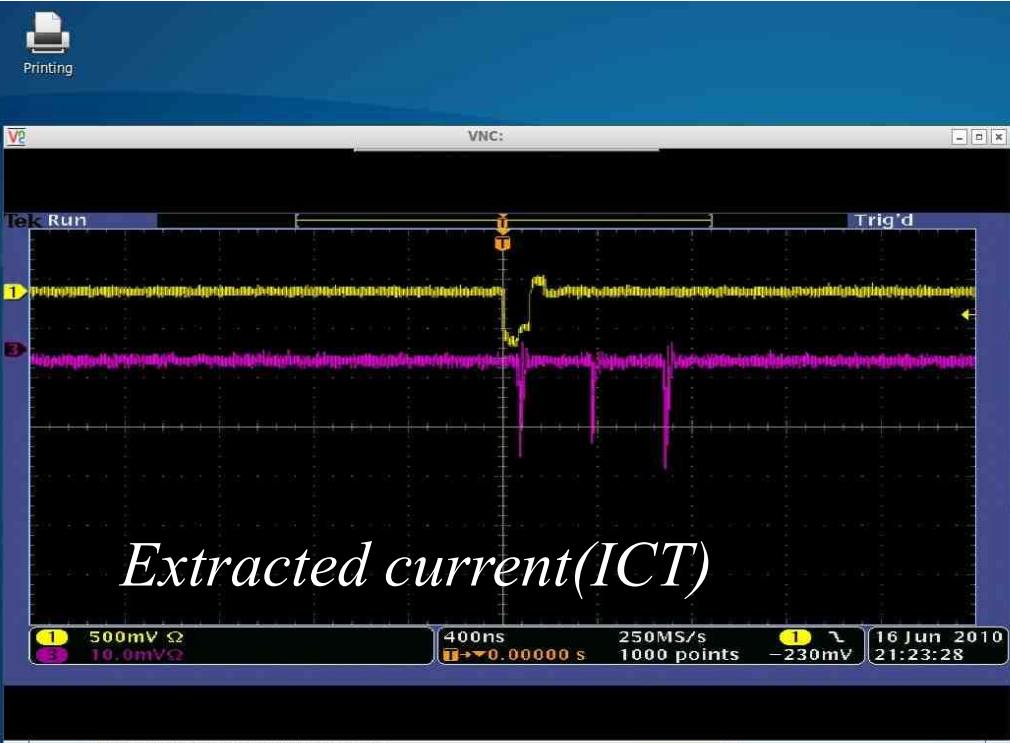 Printing
VNC:
Tek Run Trig'd
T
T
1
3
Extracted current(ICT)
1 500mV Ω 400ns 250MS/s 1 16 Jun 2010
3 10.0mVΩ T→▼0.00000 s 1000 points -230mV 21:23:28